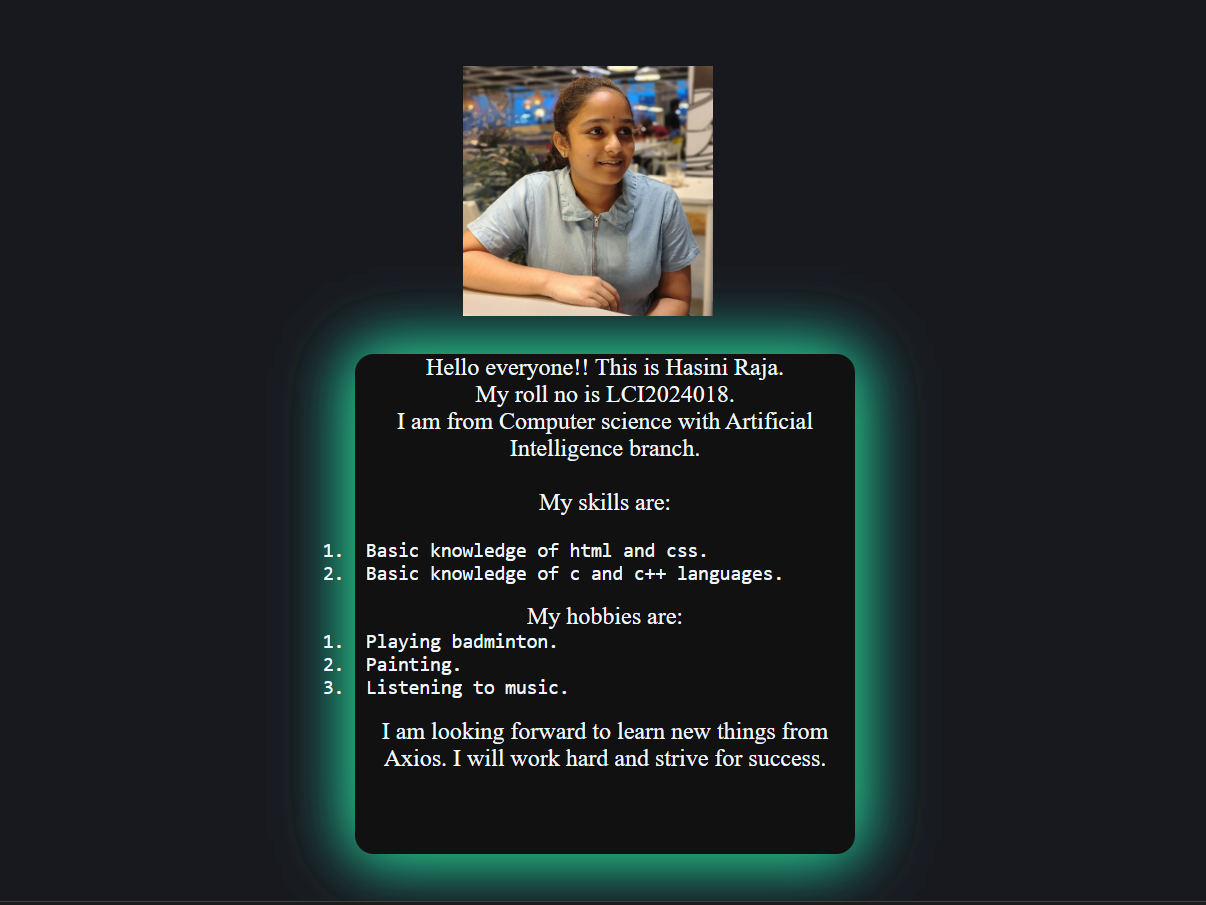 Hello everyone!! This is Hasini Raja.
My roll no is LCI2024018.
I am from Computer science with Artificial
Intelligence branch.
My skills are:
1. Basic knowledge of html and css.
2. Basic knowledge of c and c++ languages.
My hobbies are:
1. Playing badminton.
2. Painting.
3. Listening to music.
I am looking forward to learn new things from
Axios. I will work hard and strive for success.